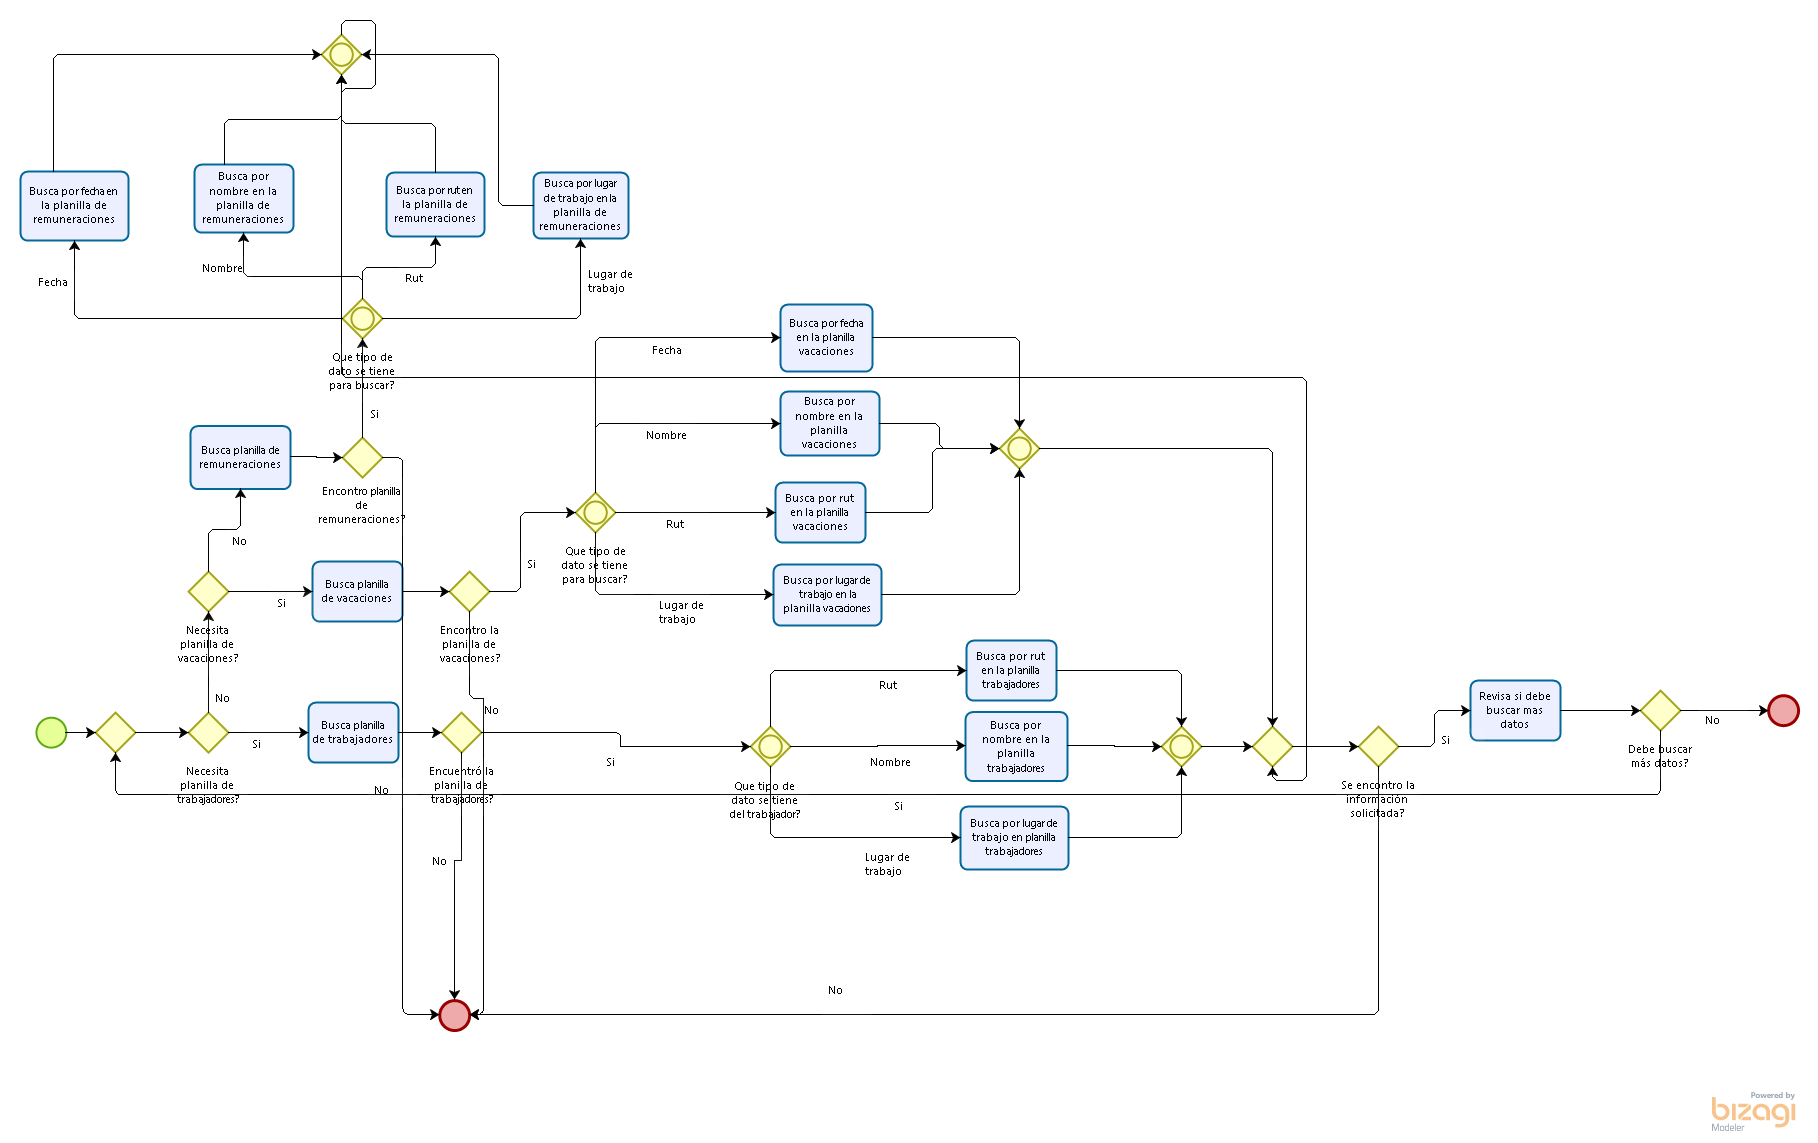 Busca por fecha en
la planilla de
remuneraciones
Busca por
nombre en la
planilla de
remuneraciones
Busca por rut en
la planilla de
remuneraciones
Busca por lugar
de trabajo en la
planilla de
remuneraciones
Fecha
Nombre
Rut
Lugar de
trabajo
Que tipo de
dato se tiene
para buscar?
Si
Busca planilla de
remuneraciones
Encontro planilla
de
remuneraciones?
No
Busca por fecha
en la planilla
vacaciones
Fecha
Busca por
nombre en la
planilla
vacaciones
Nombre
Busca por rut
en la planilla
vacaciones
Rut
Que tipo de
dato se tiene
para buscar?
Si
Busca por lugar de
trabajo en la
planilla vacaciones
Lugar de
trabajo
Busca planilla
de vacaciones
Si
Necesita
planilla de
vacaciones?
Encontro la
planilla de
vacaciones?
No
No
Busca planilla
de trabajadores
Si
Necesita
planilla de
trabajadores?
Encuentró la
planilla de
trabajadores?
No
No
Si
Busca por rut
en la planilla
trabajadores
Rut
Busca por
nombre en la
planilla
trabajadores
Nombre
Que tipo de
dato se tiene
del trabajador?
Si
Busca por lugar de
trabajo en planilla
trabajadores
Lugar de
trabajo
Se encontro la
información
solicitada?
Si
Revisa si debe
buscar mas
datos
Debe buscar
más datos?
No
No
Powered by
bizagi
Modeler